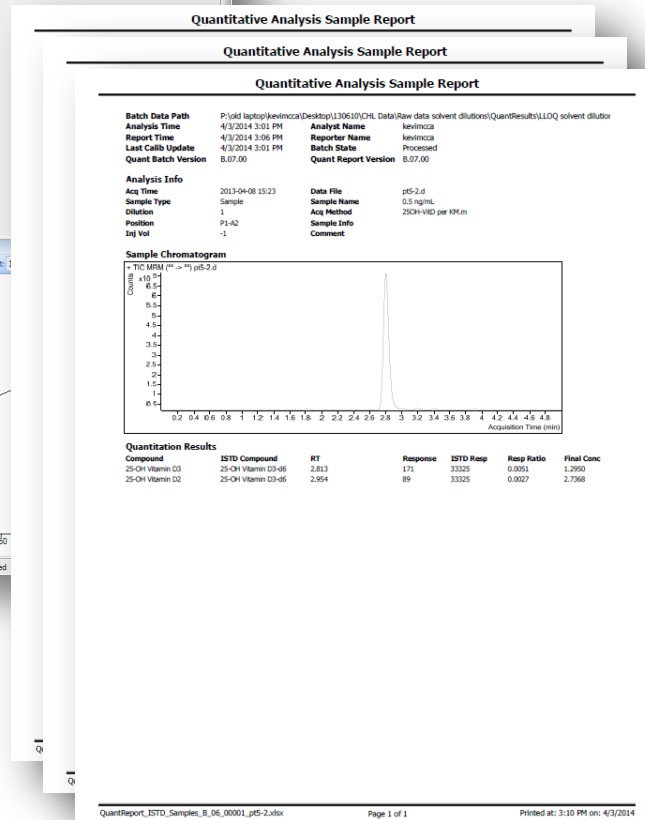 Quantitative Analysis Sample Report
Quantitative Analysis Sample Report
Quantitative Analysis Sample Report
Batch Data Path P:\old laptop\kevimcca\Desktop\130610\CHL Data\Raw data solvent dilutions\QuantResults\LLOQ solvent dilution
Analysis Time 4/3/2014 3:01 PM Analyst Name kevimcca
Report Time 4/3/2014 3:06 PM Reporter Name kevimcca
Last Calib Update 4/3/2014 3:01 PM Batch State Processed
Quant Batch Version B.07.00 Quant Report Version B.07.00
Analysis Info
Acq Time 2013-04-08 15:23 Data File pt5-2.d
Sample Type Sample Sample Name 0.5 ng/mL
Dilution 1 Acq Method 25OH-VitD per KM.m
Position P1-A2 Sample Info
Inj Vol -1 Comment
Sample Chromatogram
+ TIC MRM (** -> **) pt5-2.d
Counts
x10 5
6.5
6
5.5
5
4.5
4
3.5
3
2.5
2
1.5
1
0.5
0.2 0.4 0.6 0.8 1 1.2 1.4 1.6 1.8 2 2.2 2.4 2.6 2.8 3 3.2 3.4 3.6 3.8 4 4.2 4.4 4.6 4.8
Acquisition Time (min)
Quantitation Results
Compound ISTD Compound RT Response ISTD Resp Resp Ratio Final Conc
25-OH Vitamin D3 25-OH Vitamin D3-d6 2.813 171 33325 0.0051 1.2950
25-OH Vitamin D2 25-OH Vitamin D3-d6 2.954 89 33325 0.0027 2.7368
QuantReport_ISTD_Samples_B_06_00001_pt5-2.xlsx Page 1 of 1 Printed at: 3:10 PM on: 4/3/2014